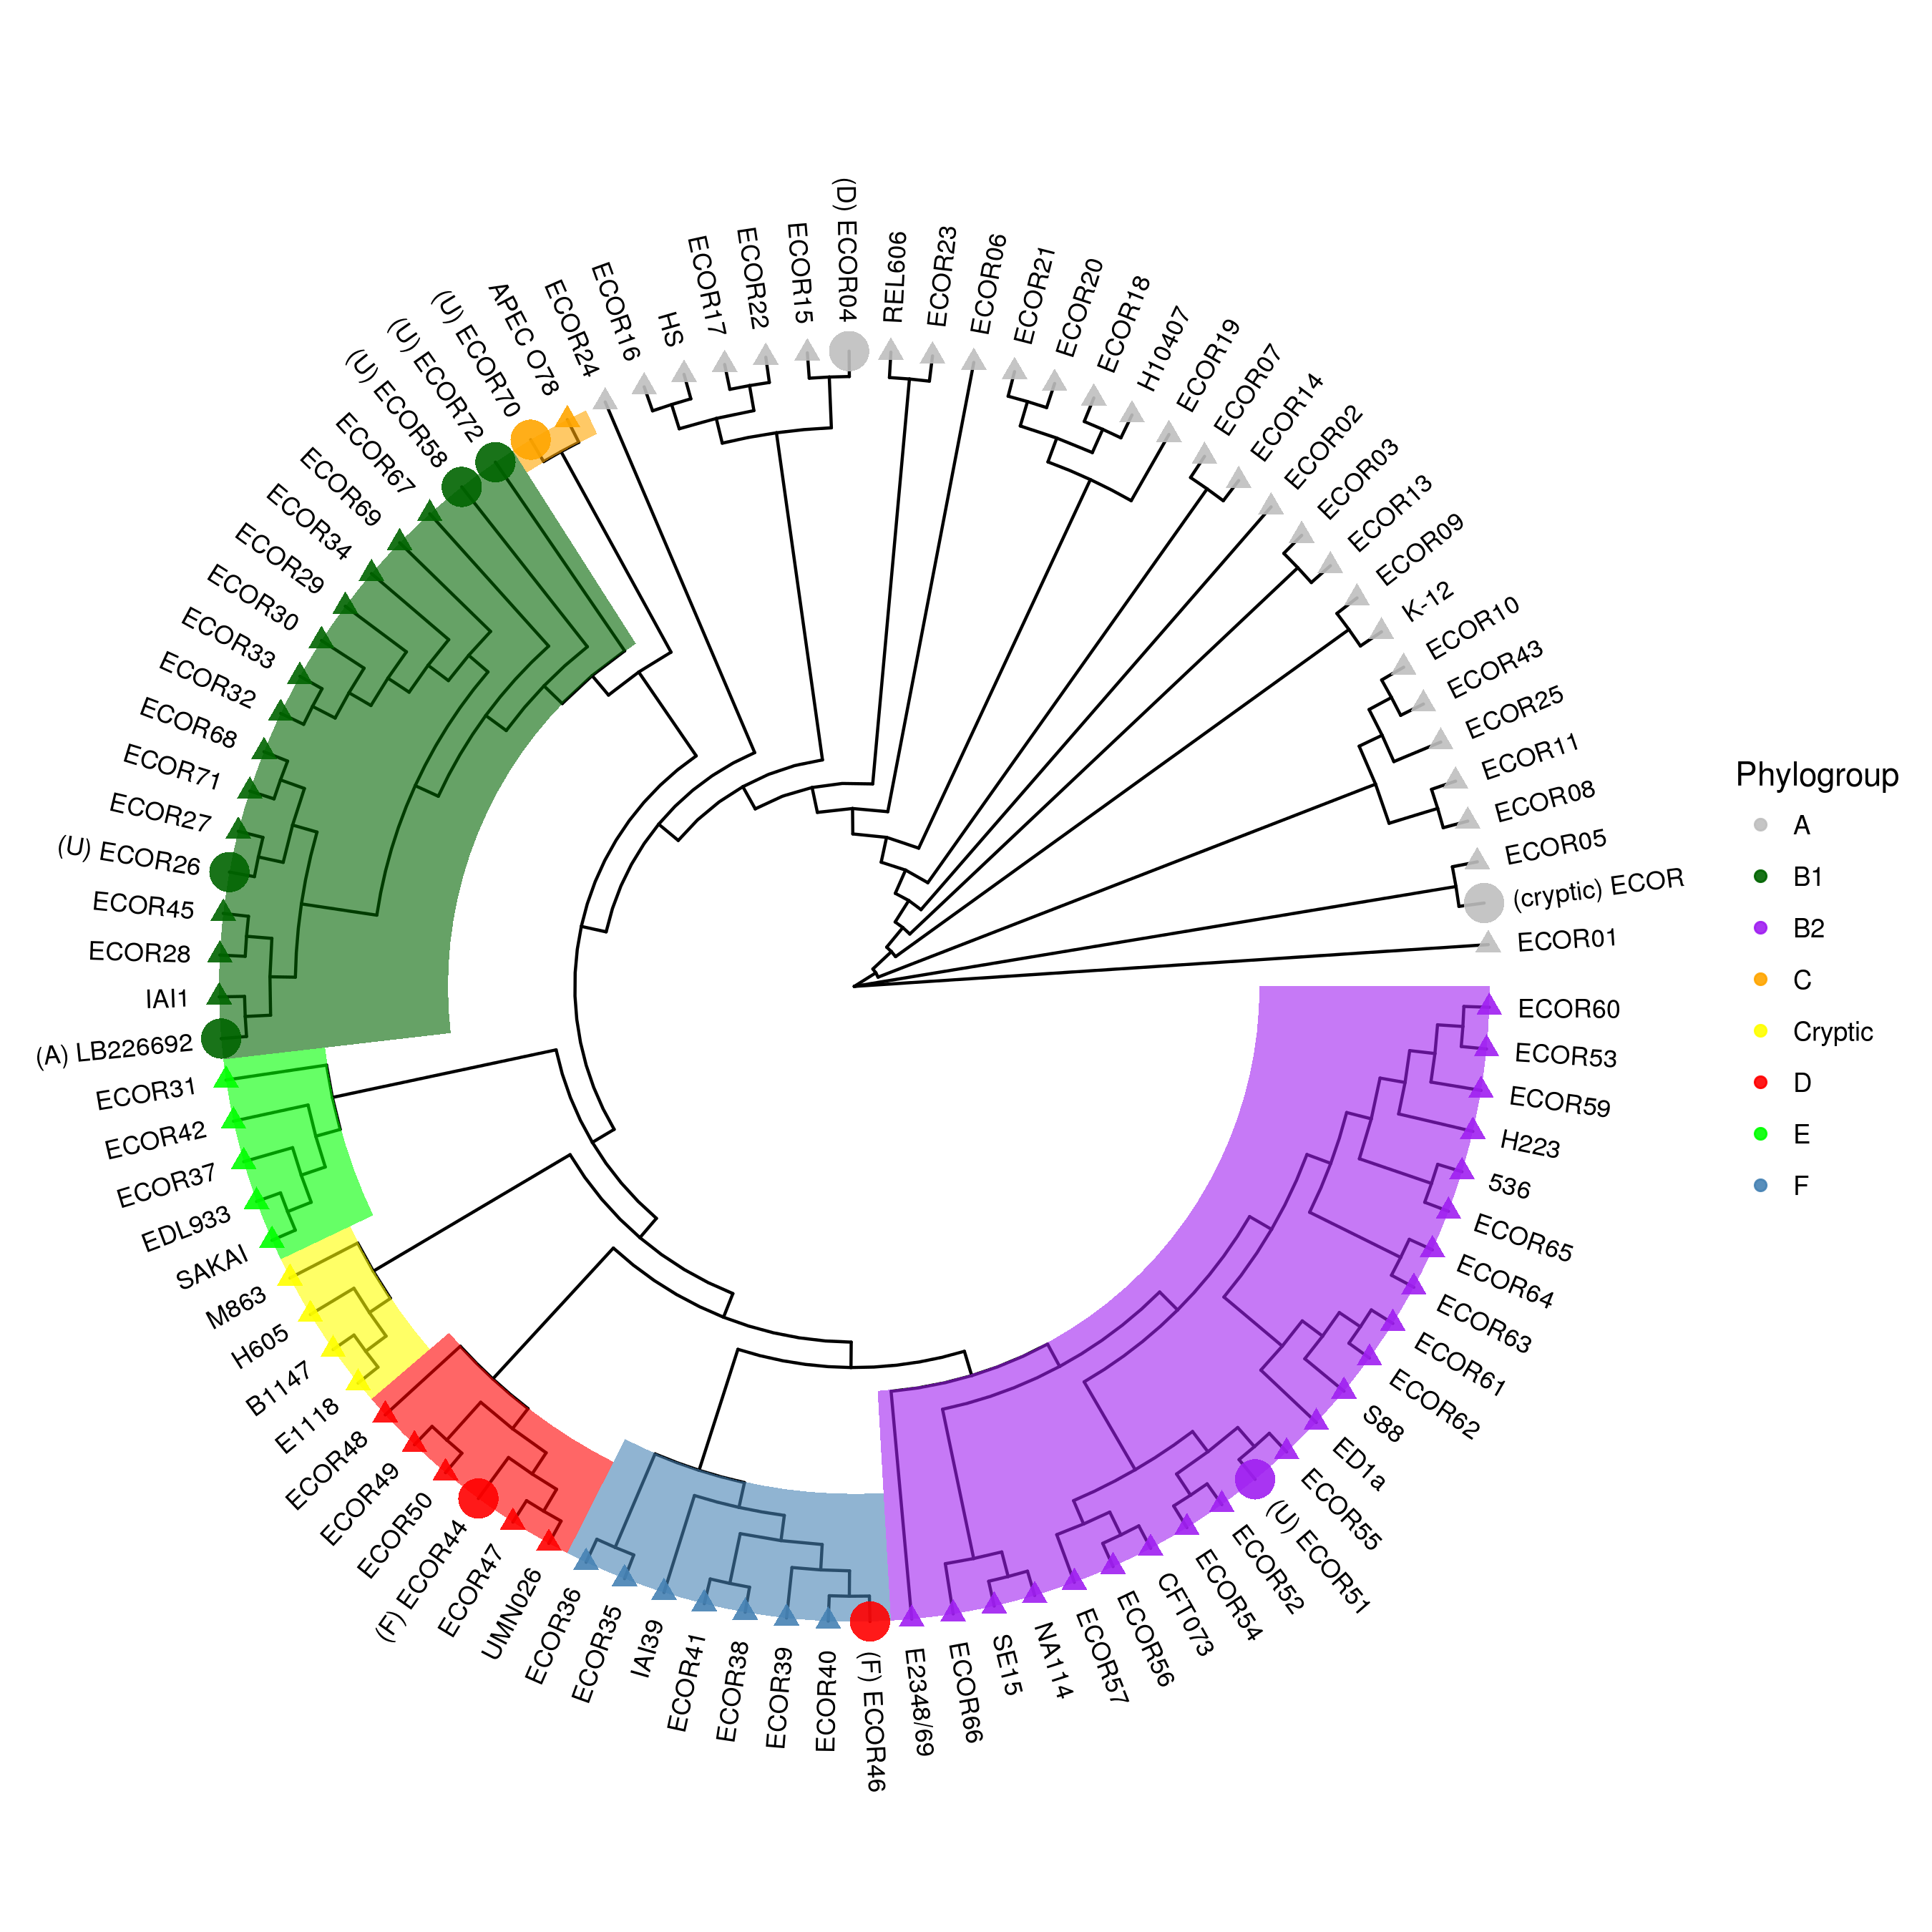 (D) ECOR04
REL606
ECOR23
ECOR06
ECOR21
ECOR20
ECOR18
H10407
ECOR19
ECOR07
ECOR14
ECOR02
ECOR03
ECOR13
ECOR09
K-12
ECOR10
ECOR43
ECOR25
ECOR11
ECOR08
ECOR05
(cryptic) ECOR
ECOR01
ECOR60
ECOR53
ECOR59
H223
536
ECOR65
ECOR64
ECOR63
ECOR61
ECOR62
S88
ED1a
ECOR55
(U) ECOR51
ECOR52
ECOR54
CFT073
ECOR56
ECOR57
NA114
SE15
ECOR66
E2348/69
(F) ECOR46
ECOR40
ECOR39
ECOR38
ECOR41
IAI39
ECOR35
ECOR36
UMN026
ECOR47
(F) ECOR44
ECOR50
ECOR49
ECOR48
E1118
B1147
H605
M863
SAKAI
EDL933
ECOR37
ECOR42
ECOR31
(A) LB226692
IAI1
ECOR28
ECOR45
(U) ECOR26
ECOR27
ECOR71
ECOR68
ECOR32
ECOR33
ECOR30
ECOR29
ECOR34
ECOR69
ECOR67
(U) ECOR58
(U) ECOR72
(U) ECOR70
APEC O78
ECOR24
ECOR16
HS
ECOR17
ECOR22
ECOR15
Phylogroup
A
B1
B2
C
Cryptic
D
E
F